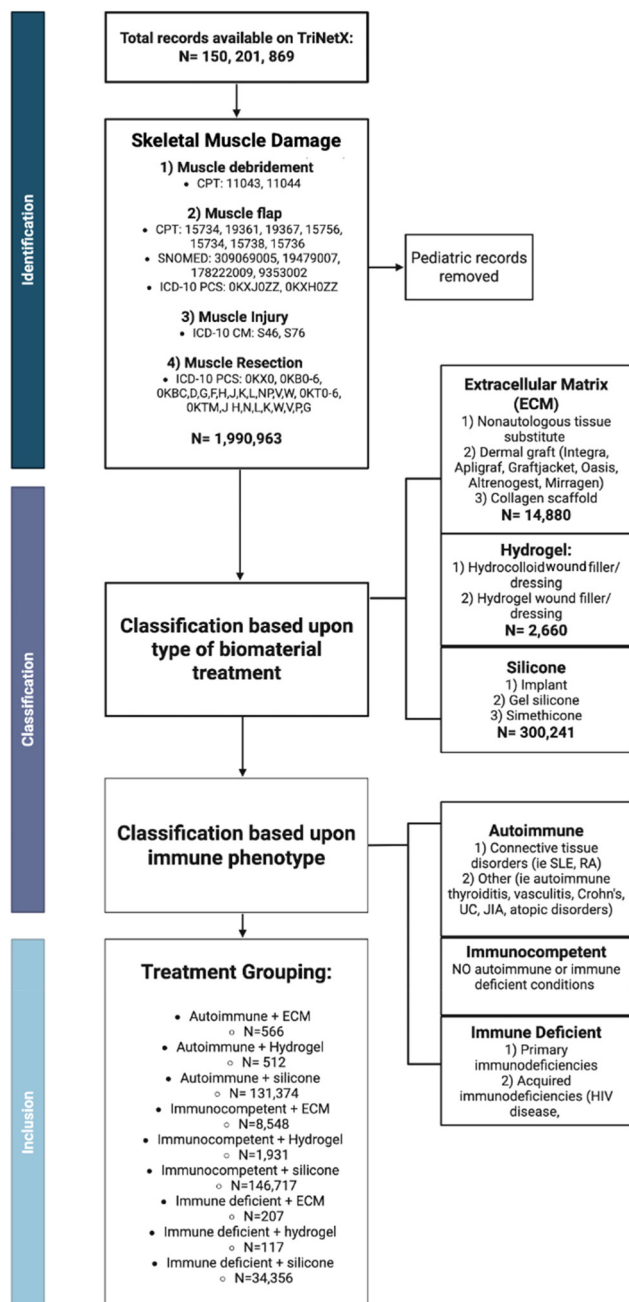 Identification
Total records available on TriNetX:
N= 150, 201, 869
Skeletal Muscle Damage
1) Muscle debridement
• CPT: 11043, 11044
2) Muscle flap
• CPT: 15734, 19361, 19367, 15756,
15734, 15738, 15736
• SNOMED: 309069005, 19479007,
178222009, 9353002
• ICD-10 PCS: 0KXJ0ZZ, 0KXH0ZZ
3) Muscle Injury
• ICD-10 CM: S46, S76
4) Muscle Resection
• ICD-10 PCS: 0KX0, 0KB0-6,
0KBC,D,G,F,H,J,K,L,NP,V,W, 0KT0-6,
0KTM,J H,N,L,K,W,V,P,G
N= 1,990,963
Pediatric records
removed
Classification
Classification based upon
type of biomaterial
treatment
Extracellular Matrix
(ECM)
1) Nonautologous tissue
substitute
2) Dermal graft (Integra,
Apligraf, Graftjacket, Oasis,
Altrenogest, Mirragen)
3) Collagen scaffold
N= 14,880
Hydrogel:
1) Hydrocolloid wound filler/
dressing
2) Hydrogel wound filler/
dressing
N= 2,660
Silicone
1) Implant
2) Gel silicone
3) Simethicone
N= 300,241
Classification based upon
immune phenotype
Autoimmune
1) Connective tissue
disorders (ie SLE, RA)
2) Other (ie autoimmune
thyroiditis, vasculitis, Crohn's,
UC, JIA, atopic disorders)
Immunocompetent
NO autoimmune or immune
deficient conditions
Immune Deficient
1) Primary
immunodeficiencies
2) Acquired
immunodeficiencies (HIV
disease,
Inclusion
Treatment Grouping:
• Autoimmune + ECM
○ N=566
• Autoimmune + Hydrogel
○ N= 512
• Autoimmune + silicone
○ N= 131,374
• Immunocompetent + ECM
○ N=8,548
• Immunocompetent + Hydrogel
○ N=1,931
• Immunocompetent + silicone
○ N=146,717
• Immune deficient + ECM
○ N=207
• Immune deficient + hydrogel
○ N=117
• Immune deficient + silicone
○ N=34,356